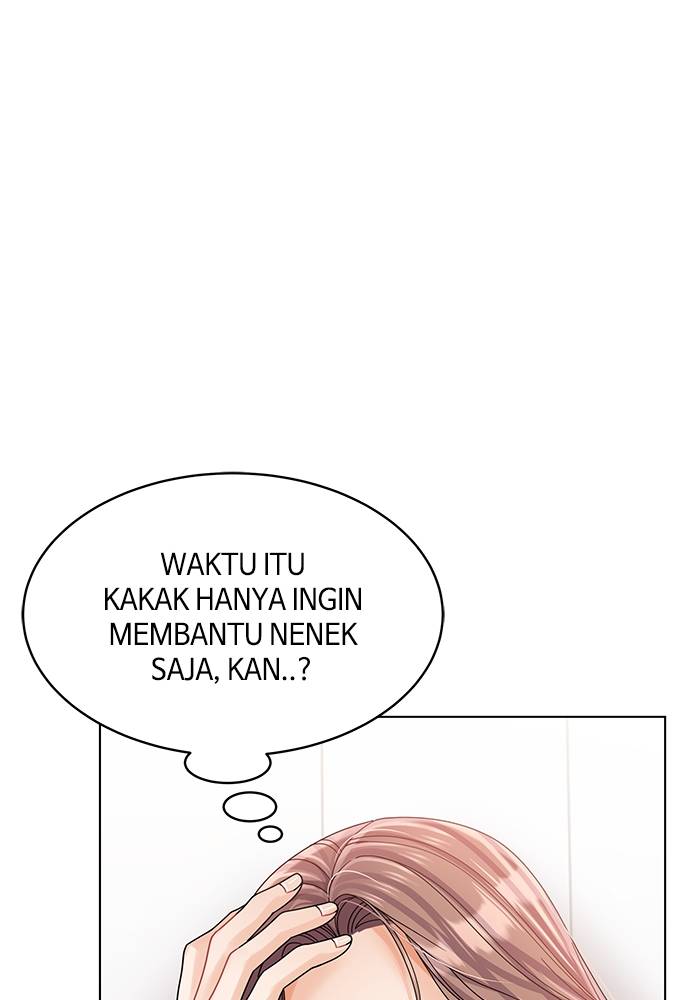 WAKTU ITU
KAKAK HANYA INGIN
MEMBANTU NENEK
SAJA, KAN..?